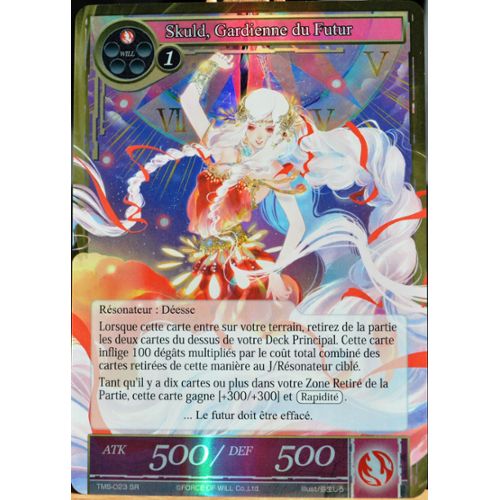 Skuld, Gardienne du Futur
WILL
1
VII
V
V
Résonateur : Déesse
Lorsque cette carte entre sur votre terrain, retirez de la partie
les deux cartes du dessus de votre Deck Principal. Cette carte
inflige 100 dégâts multipliés par le coût total combiné des
cartes retirées de cette manière au J/Résonateur ciblé.
Tant qu'il y a dix cartes ou plus dans votre Zone Retiré de la
Partie, cette carte gagne [+300/+300] et Rapidité.
... Le futur doit être effacé.
ATK 500 / DEF 500
TMS-023 SR ©FORCE OF WILL Co.,Ltd.